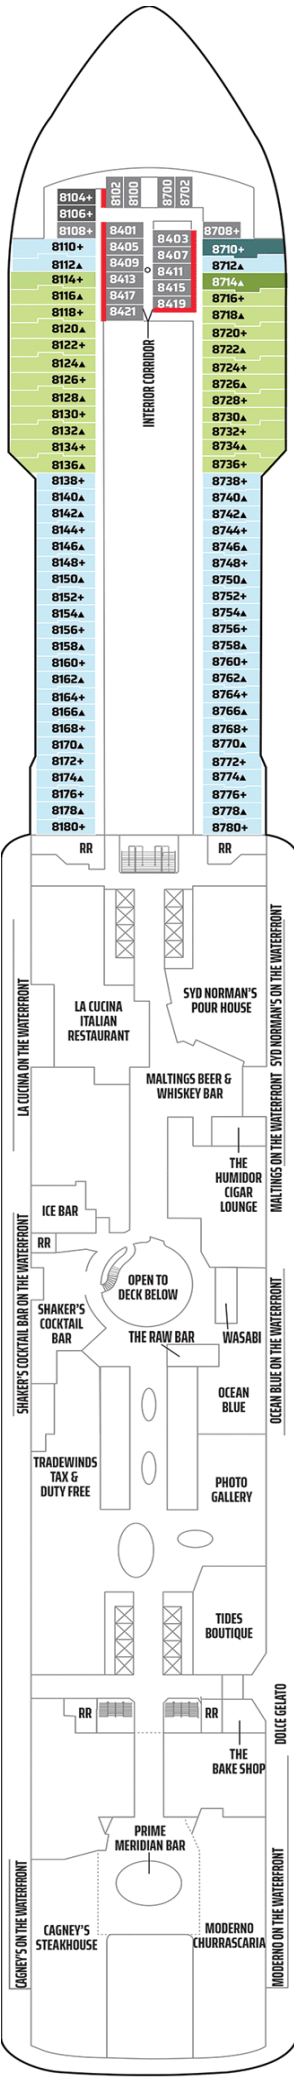 8102
8100
8700
8702
8104+
8106+
8108+
8401
8405
8409
8413
8417
8421
8403
8407
8411
8415
8419
8708+
8110+
8112▲
8114+
8116▲
8118+
8120▲
8122+
8124▲
8126+
8128▲
8130+
8132▲
8134+
8136▲
8138+
8140▲
8142▲
8144+
8146▲
8148+
8150▲
8152+
8154▲
8156+
8158▲
8160+
8162▲
8164+
8166▲
8168+
8170▲
8172+
8174▲
8176+
8178▲
8180+
8710+
8712▲
8714▲
8716+
8718▲
8720+
8722▲
8724+
8726▲
8728+
8730▲
8732+
8734▲
8736+
8738+
8740▲
8742▲
8744+
8746▲
8748+
8750▲
8752+
8754▲
8756+
8758▲
8760+
8762▲
8764+
8766▲
8768+
8770▲
8772+
8774▲
8776+
8778▲
8780+
INTERIOR CORRIDOR
RR
RR
LA CUCINA ON THE WATERFRONT
LA CUCINA
ITALIAN
RESTAURANT
SYD NORMAN'S
POUR HOUSE
SYD NORMAN'S ON THE WATERFRONT
MALTINGS BEER &
WHISKEY BAR
MALTINGS ON THE WATERFRONT
THE
HUMIDOR
CIGAR
LOUNGE
ICE BAR
RR
SHAKER'S COCKTAIL BAR ON THE WATERFRONT
SHAKER'S
COCKTAIL
BAR
OPEN TO
DECK BELOW
THE RAW BAR
WASABI
OCEAN BLUE ON THE WATERFRONT
OCEAN
BLUE
TRADEWINDS
TAX &
DUTY FREE
PHOTO
GALLERY
TIDES
BOUTIQUE
RR
RR
DOLCE GELATO
THE
BAKE SHOP
PRIME
MERIDIAN BAR
CAGNEY'S ON THE WATERFRONT
CAGNEY'S
STEAKHOUSE
MODERNO
CHURRASCARIA
MODERNO ON THE WATERFRONT